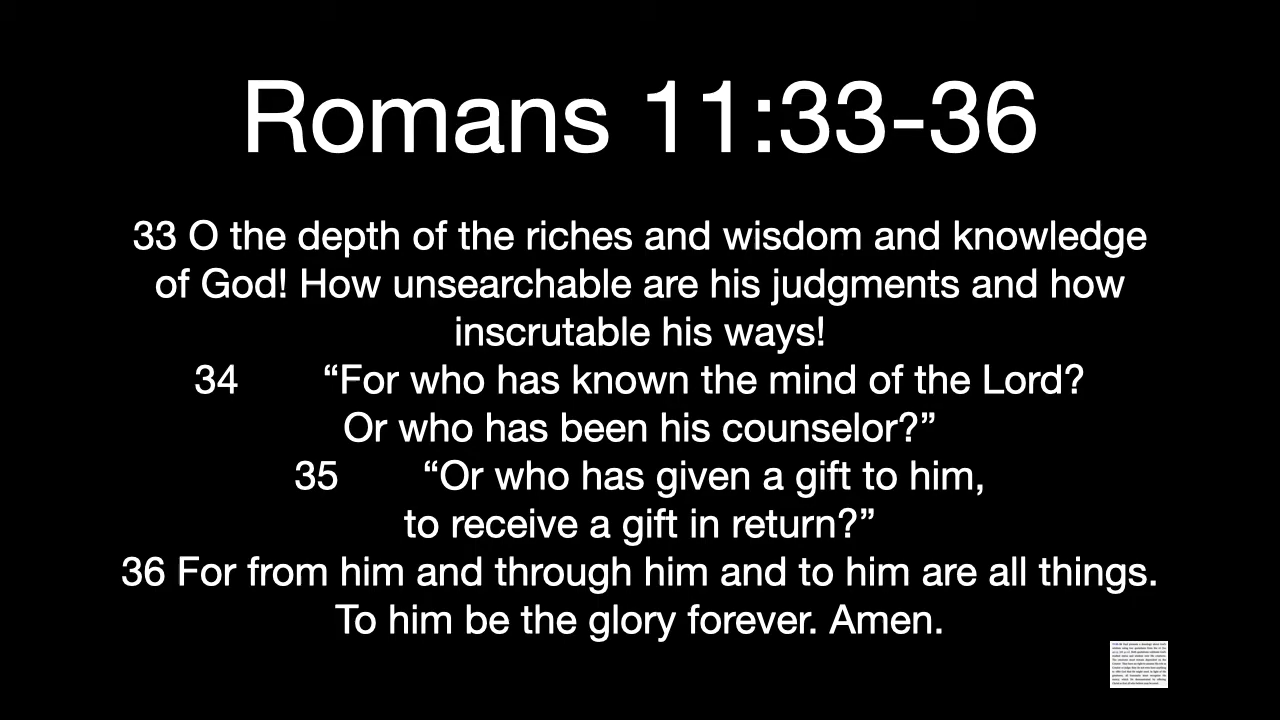 Romans 11:33-36
33 O the depth of the riches and wisdom and knowledge
of God! How unsearchable are his judgments and how
inscrutable his ways!
34 “For who has known the mind of the Lord?
Or who has been his counselor?”
35 “Or who has given a gift to him,
to receive a gift in return?”
36 For from him and through him and to him are all things.
To him be the glory forever. Amen.